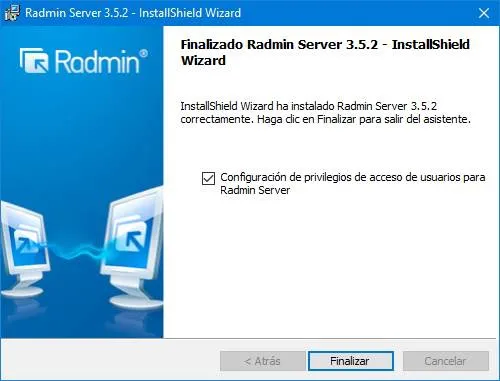 Radmin Server 3.5.2 - InstallShield Wizard
Radmin®
Finalizado Radmin Server 3.5.2 - InstallShield
Wizard
InstallShield Wizard ha instalado Radmin Server 3.5.2
correctamente. Haga clic en Finalizar para salir del asistente.
Configuración de privilegios de acceso de usuarios para
Radmin Server
< Atrás
Finalizar
Cancelar